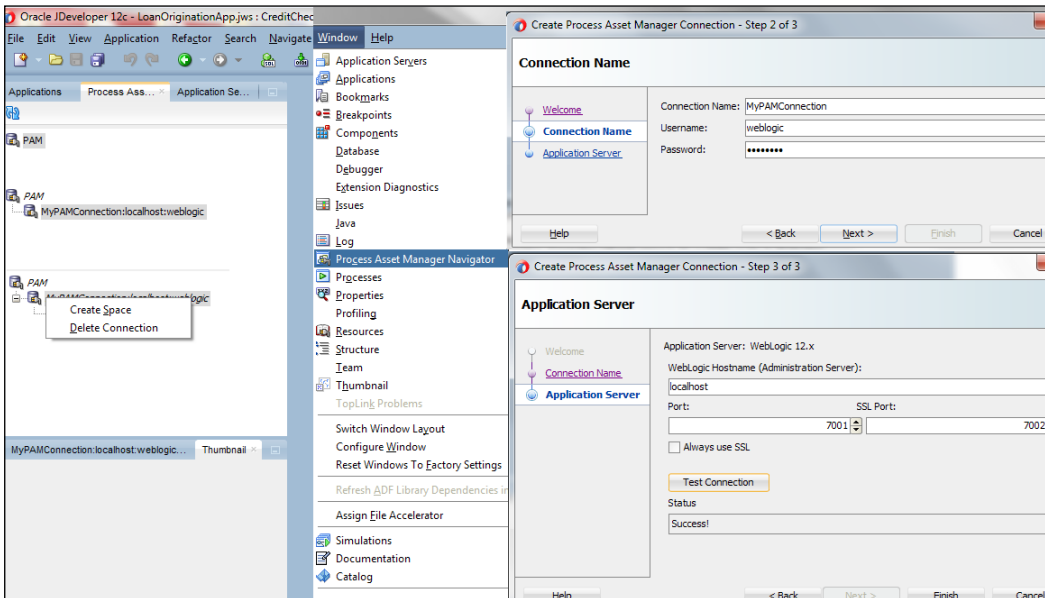 Oracle JDeveloper 12c - LoanOriginationApp.jws : CreditChec
File Edit View Application Refactor Search Navigate
Applications Process Ass... Application Se...
PAM
PAM
MyPAMConnection:localhost:weblogic
PAM
MyPAMConnection:localhost:weblogic
Create Space
Delete Connection
MyPAMConnection:localhost:weblogic... Thumbnail
Window Help
Application Servers
Applications
Bookmarks
Breakpoints
Components
Database
Debugger
Extension Diagnostics
Issues
Java
Log
Process Asset Manager Navigator
Processes
Properties
Profiling
Resources
Structure
Team
Thumbnail
TopLink Problems
Switch Window Layout
Configure Window
Reset Windows To Factory Settings
Refresh ADF Library Dependencies in
Assign File Accelerator
Simulations
Documentation
Catalog
Create Process Asset Manager Connection - Step 2 of 3
Connection Name
Welcome
Connection Name
Application Server
Connection Name: MyPAMConnection
Username: weblogic
Password: ••••••••
Help < Back Next > Finish Cancel
Create Process Asset Manager Connection - Step 3 of 3
Application Server
Welcome
Connection Name
Application Server
Application Server: WebLogic 12.x
WebLogic Hostname (Administration Server):
localhost
Port: SSL Port:
7001 7002
Always use SSL
Test Connection
Status
Success!
Help < Back Next > Finish Cancel